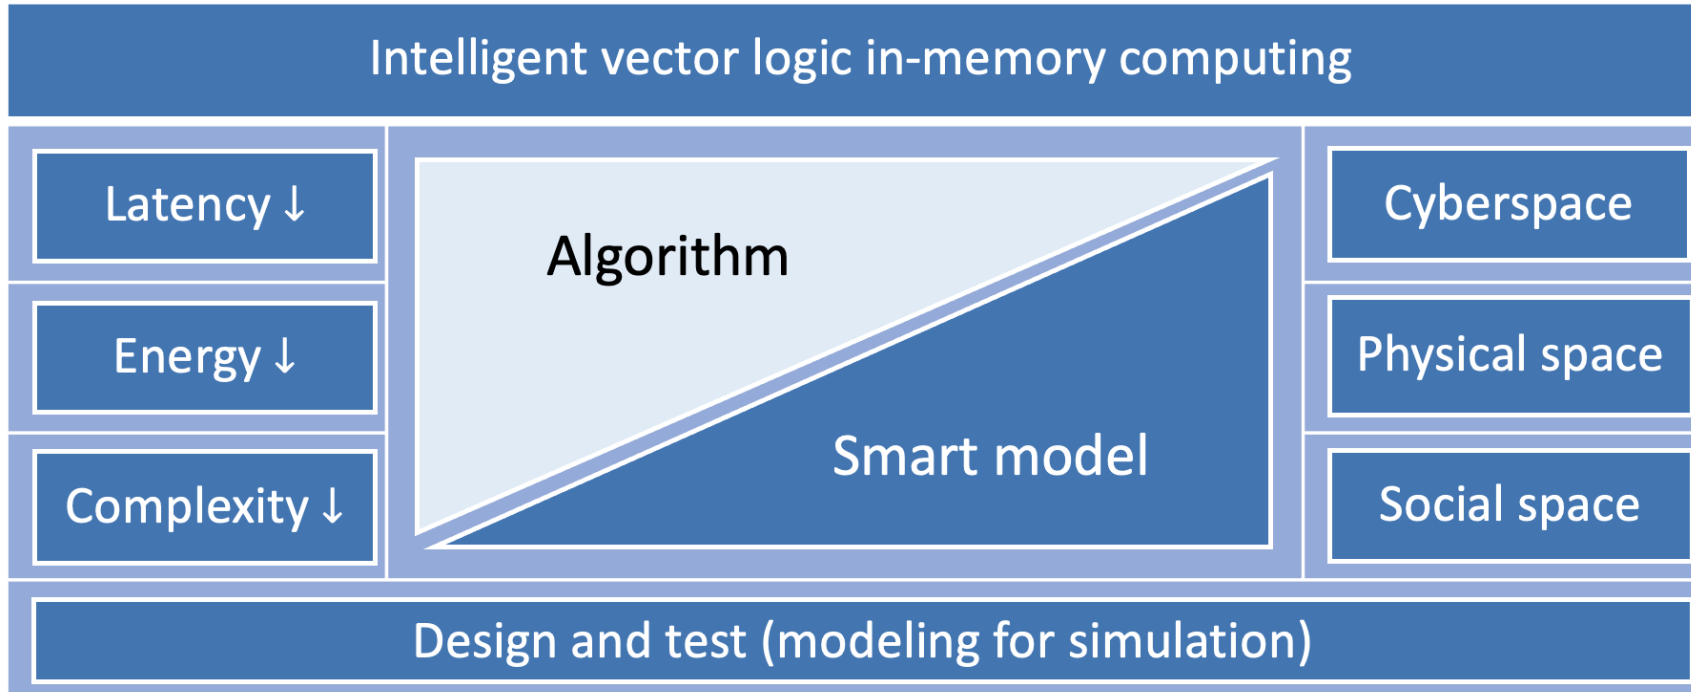 Intelligent vector logic in-memory computing
Latency ↓
Algorithm
Cyberspace
Energy ↓
Physical space
Smart model
Complexity ↓
Social space
Design and test (modeling for simulation)